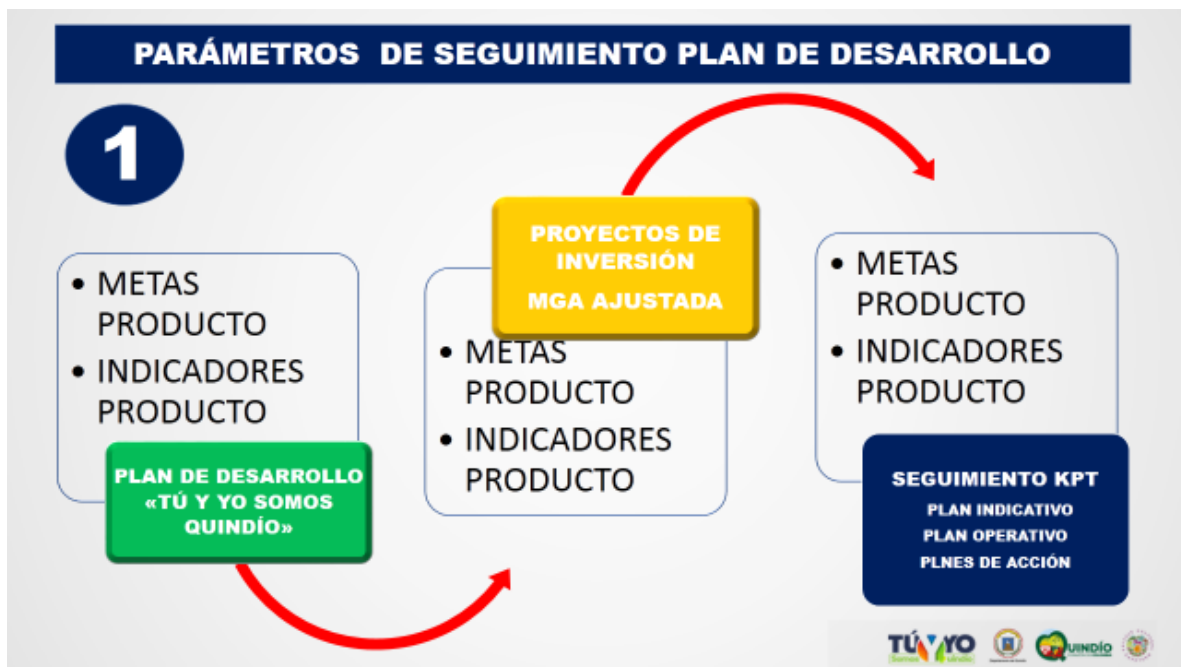 PARÁMETROS DE SEGUIMIENTO PLAN DE DESARROLLO
1
• METAS
PRODUCTO
• INDICADORES
PRODUCTO
PLAN DE DESARROLLO
«TÚ Y YO SOMOS
QUINDÍO»
PROYECTOS DE
INVERSIÓN
MGA AJUSTADA
• METAS
PRODUCTO
• INDICADORES
PRODUCTO
• METAS
PRODUCTO
• INDICADORES
PRODUCTO
SEGUIMIENTO KPT
PLAN INDICATIVO
PLAN OPERATIVO
PLNES DE ACCIÓN
TÚ Y YO
QUINDÍO